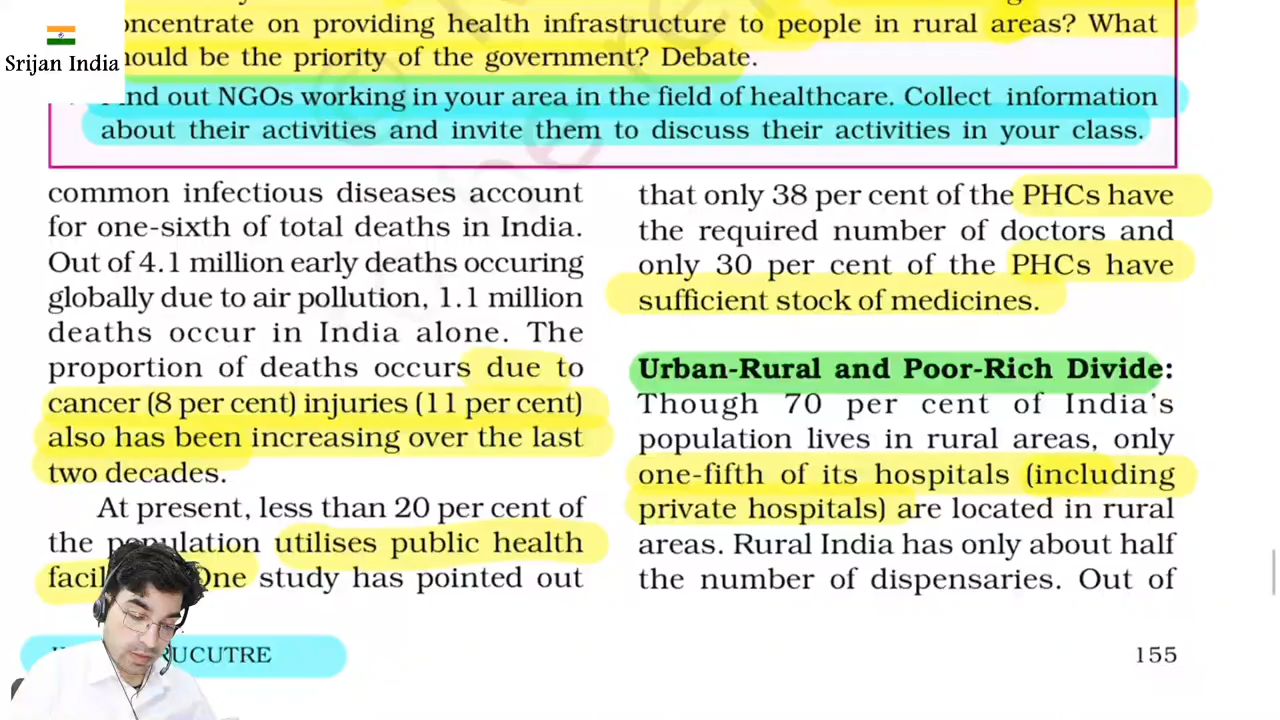 concentrate on providing health infrastructure to people in rural areas? What
should be the priority of the government? Debate.
Srijan India
Find out NGOs working in your area in the field of healthcare. Collect information
about their activities and invite them to discuss their activities in your class.
common infectious diseases account
for one-sixth of total deaths in India.
Out of 4.1 million early deaths occuring
globally due to air pollution, 1.1 million
deaths occur in India alone. The
proportion of deaths occurs due to
cancer (8 per cent) injuries (11 per cent)
also has been increasing over the last
two decades.
At present, less than 20 per cent of
the population utilises public health
One study has pointed out
that only 38 per cent of the PHCs have
the required number of doctors and
only 30 per cent of the PHCs have
sufficient stock of medicines.
Urban-Rural and Poor-Rich Divide:
Though 70 per cent of India's
population lives in rural areas, only
one-fifth of its hospitals (including
private hospitals) are located in rural
areas. Rural India has only about half
the number of dispensaries. Out of
155